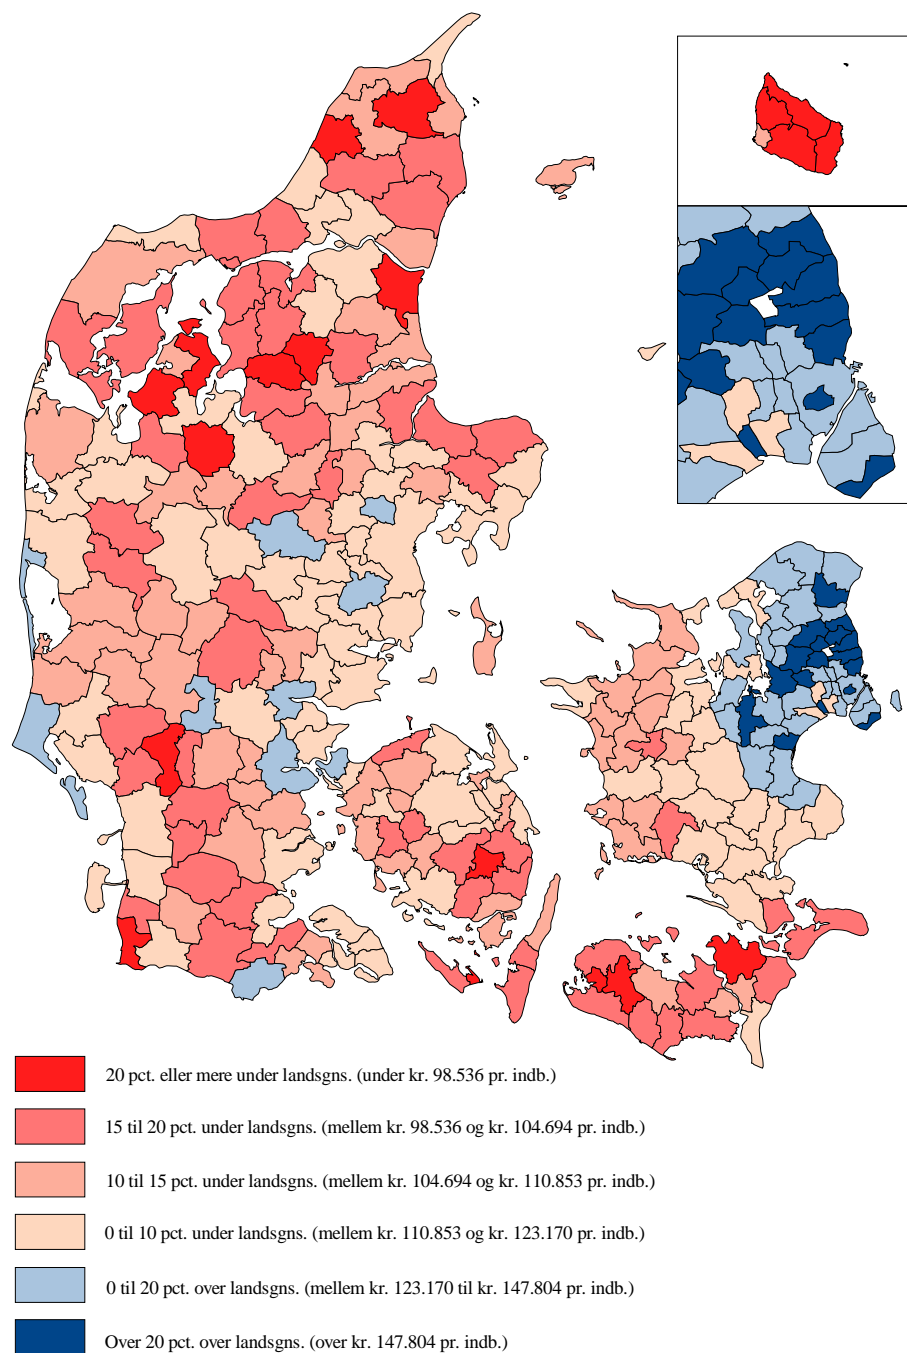 20 pct. eller mere under landsgns. (under kr. 98.536 pr. indb.)
15 til 20 pct. under landsgns. (mellem kr. 98.536 og kr. 104.694 pr. indb.)
10 til 15 pct. under landsgns. (mellem kr. 104.694 og kr. 110.853 pr. indb.)
0 til 10 pct. under landsgns. (mellem kr. 110.853 og kr. 123.170 pr. indb.)
0 til 20 pct. over landsgns. (mellem kr. 123.170 til kr. 147.804 pr. indb.)
Over 20 pct. over landsgns. (over kr. 147.804 pr. indb.)